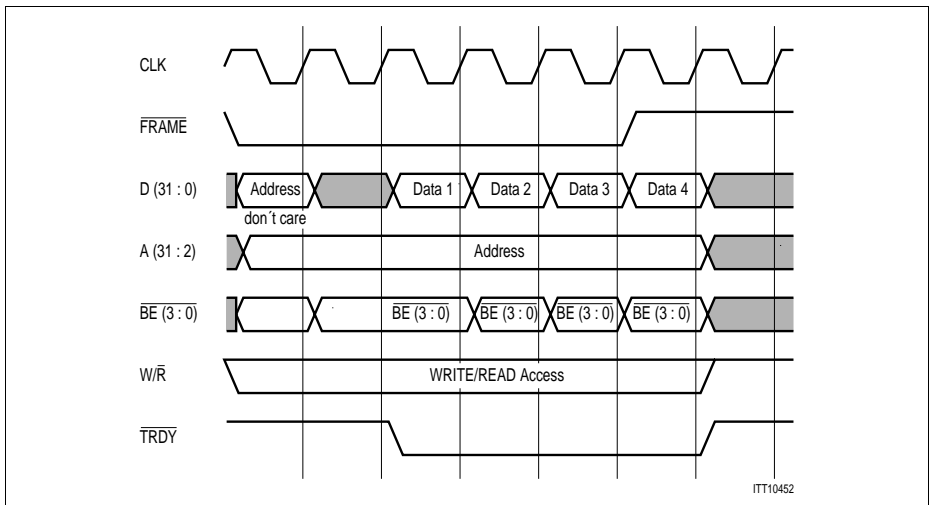 CLK
FRAME
D (31 : 0) Address Data 1 Data 2 Data 3 Data 4
don´t care
A (31 : 2) Address
BE (3 : 0) BE (3 : 0) BE (3 : 0) BE (3 : 0) BE (3 : 0)
W/R̅ WRITE/READ Access
TRDY
ITT10452